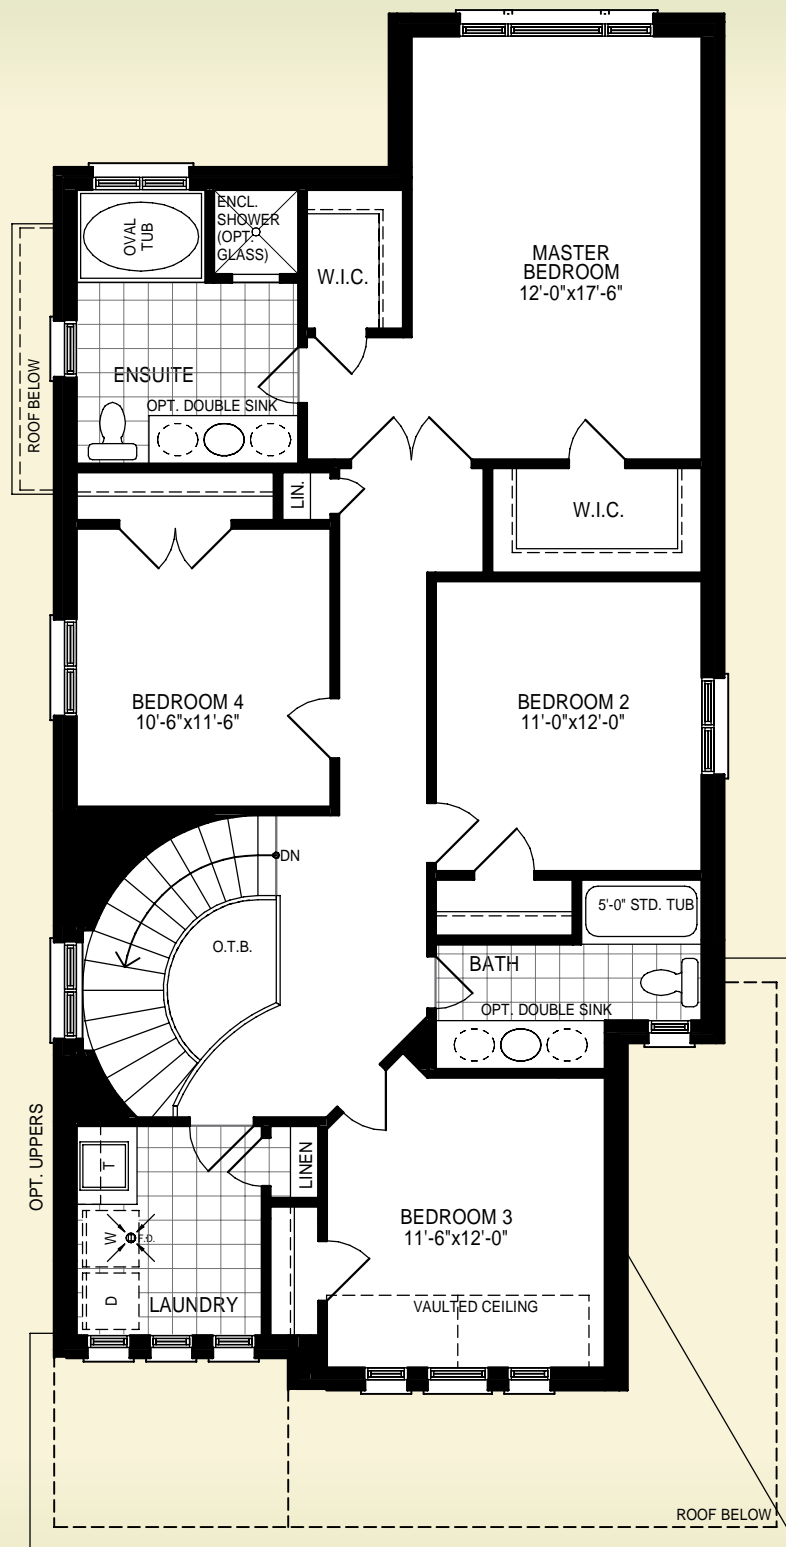 ENCL.
SHOWER
(OPT.
GLASS)
OVAL
TUB
W.I.C.
MASTER
BEDROOM
12'-0"x17'-6"
ENSUITE
OPT. DOUBLE SINK
ROOF BELOW
LIN.
W.I.C.
BEDROOM 4
10'-6"x11'-6"
BEDROOM 2
11'-0"x12'-0"
DN
O.T.B.
5'-0" STD. TUB
BATH
OPT. DOUBLE SINK
OPT. UPPERS
T
LINEN
W
F.D.
D
LAUNDRY
BEDROOM 3
11'-6"x12'-0"
VAULTED CEILING
ROOF BELOW